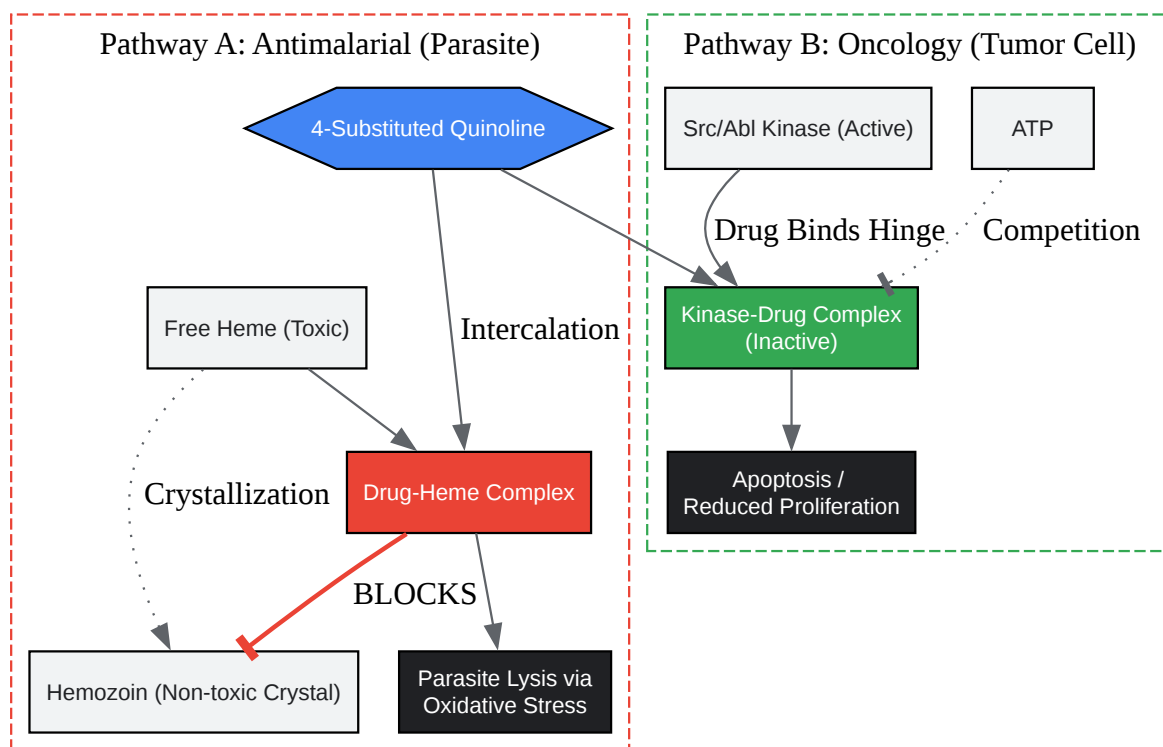 Pathway A: Antimalarial (Parasite)
Pathway B: Oncology (Tumor Cell)
4-Substituted Quinoline
Src/Abl Kinase (Active)
ATP
Drug Binds Hinge
Competition
Free Heme (Toxic)
Intercalation
Kinase-Drug Complex
(Inactive)
Crystallization
Drug-Heme Complex
Apoptosis /
Reduced Proliferation
BLOCKS
Hemozoin (Non-toxic Crystal)
Parasite Lysis via
Oxidative Stress